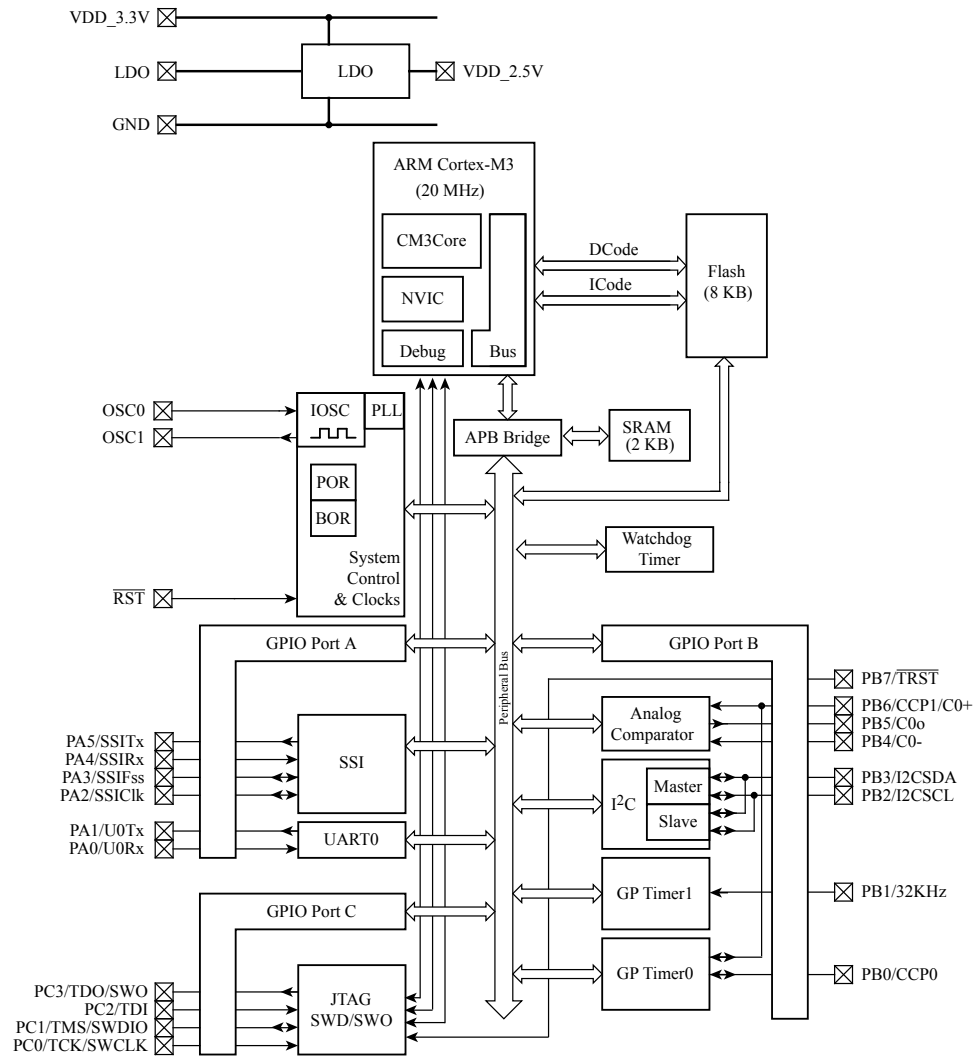 VDD_3.3V
LDO
LDO
VDD_2.5V
GND
ARM Cortex-M3
(20 MHz)
CM3Core
NVIC
Debug
Bus
DCode
ICode
Flash
(8 KB)
OSC0
OSC1
IOSC
PLL
POR
BOR
System
Control
& Clocks
RST
APB Bridge
SRAM
(2 KB)
Watchdog
Timer
Peripheral Bus
GPIO Port A
PA5/SSITx
PA4/SSIRx
PA3/SSIFss
PA2/SSIClk
SSI
PA1/U0Tx
PA0/U0Rx
UART0
GPIO Port C
PC3/TDO/SWO
PC2/TDI
PC1/TMS/SWDIO
PC0/TCK/SWCLK
JTAG
SWD/SWO
GPIO Port B
PB7/TRST
PB6/CCP1/C0+
PB5/C0o
PB4/C0-
Analog
Comparator
PB3/I2CSDA
PB2/I2CSCL
I²C
Master
Slave
GP Timer1
PB1/32KHz
GP Timer0
PB0/CCP0